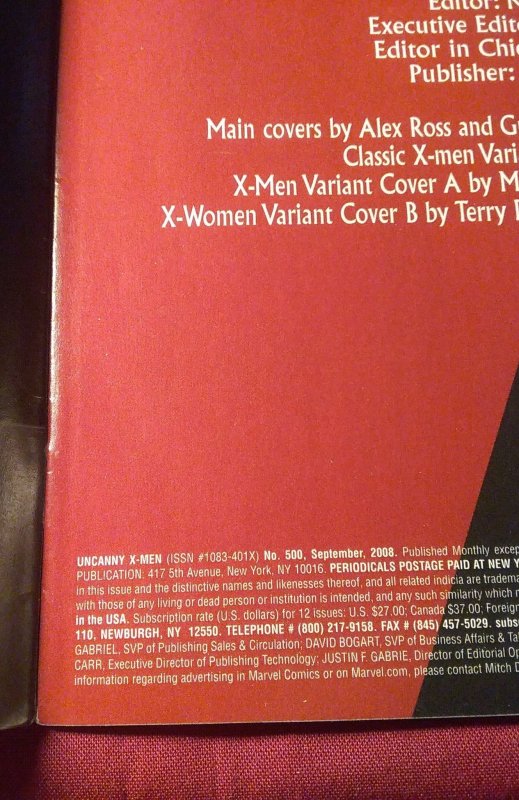 Editor:
Executive Edito
Editor in Chie
Publisher:
Main covers by Alex Ross and G
Classic X-men Vari
X-Men Variant Cover A by M
X-Women Variant Cover B by Terry
UNCANNY X-MEN (ISSN #1083-401X) No. 500, September, 2008. Published Monthly excep
PUBLICATION: 417 5th Avenue, New York, NY 10016. PERIODICALS POSTAGE PAID AT NEW Y
in this issue and the distinctive names and likenesses thereof, and all related indicia are tradema
with those of any living or dead person or institution is intended, and any such similarity which m
in the USA. Subscription rate (U.S. dollars) for 12 issues: U.S. $27.00; Canada $37.00; Foreign
110, NEWBURGH, NY 12550. TELEPHONE # (800) 217-9158. FAX # (845) 457-5029. subs
GABRIEL, SVP of Publishing Sales & Circulation; DAVID BOGART, SVP of Business Affairs & Ta
CARR, Executive Director of Publishing Technology; JUSTIN F. GABRIE, Director of Editorial Op
information regarding advertising in Marvel Comics or on Marvel.com, please contact Mitch D